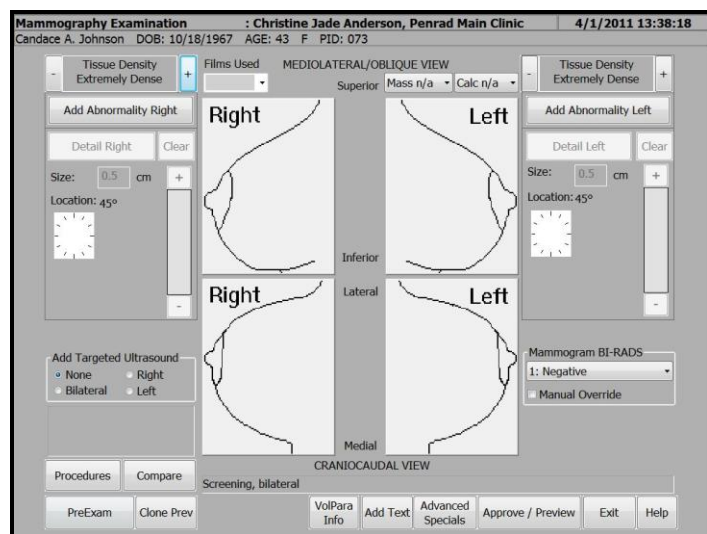 Mammography Examination : Christine Jade Anderson, Penrad Main Clinic 4/1/2011 13:38:18
Candace A. Johnson DOB: 10/18/1967 AGE: 43 F PID: 073
- Tissue Density Extremely Dense +
Films Used
MEDIOLATERAL/OBLIQUE VIEW
Superior
Mass n/a
Calc n/a
- Tissue Density Extremely Dense +
Add Abnormality Right
Detail Right Clear
Size: 0.5 cm +
Location: 45°
-
Right
Left
Inferior
Add Abnormality Left
Detail Left Clear
Size: 0.5 cm +
Location: 45°
-
Right
Lateral
Left
Medial
CRANIOCAUDAL VIEW
Add Targeted Ultrasound
None Right
Bilateral Left
Mammogram BI-RADS
1: Negative
Manual Override
Procedures Compare
Screening, bilateral
PreExam Clone Prev VolPara Info Add Text Advanced Specials Approve / Preview Exit Help